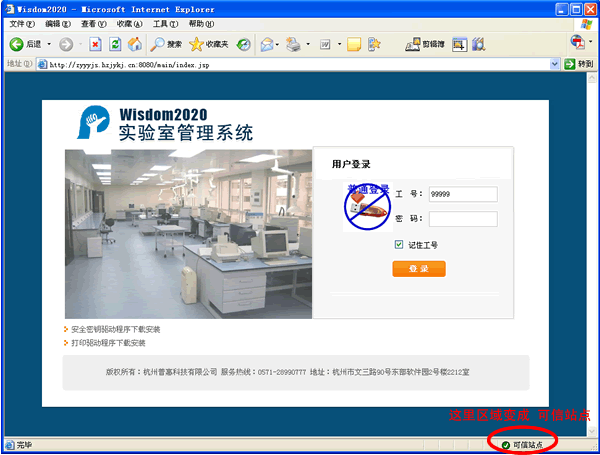 Wisdom2020 - Microsoft Internet Explorer
文件(F) 编辑(E) 查看(V) 收藏(A) 工具(T) 帮助(H)
后退 搜索 收藏夹 剪辑簿
地址(D) http://zyyyjs.hzjykj.cn:8080/main/index.jsp 转到
Wisdom2020
实验室管理系统
用户登录
普通登录
工 号： 99999
密 码：
记住工号
登 录
安全密钥驱动程序下载安装
打印驱动程序下载安装
版权所有：杭州普惠科技有限公司 服务热线：0571-28990777 地址：杭州市文三路90号东部软件园2号楼2212室
这里区域变成 可信站点
完毕 可信站点